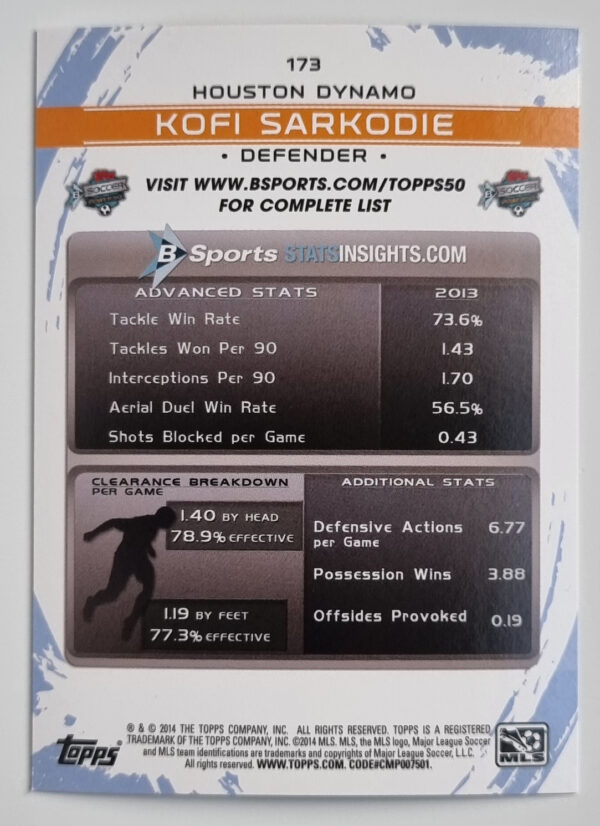 173
HOUSTON DYNAMO
KOFI SARKODIE
• DEFENDER •
VISIT WWW.BSPORTS.COM/TOPPS50
FOR COMPLETE LIST
SOCCER
SOCCER
B Sports STATSINSIGHTS.COM
ADVANCED STATS 2013
Tackle Win Rate 73.6%
Tackles Won Per 90 1.43
Interceptions Per 90 1.70
Aerial Duel Win Rate 56.5%
Shots Blocked per Game 0.43
CLEARANCE BREAKDOWN
PER GAME
1.40 BY HEAD
78.9% EFFECTIVE
1.19 BY FEET
77.3% EFFECTIVE
ADDITIONAL STATS
Defensive Actions 6.77
per Game
Possession Wins 3.88
Offsides Provoked 0.19
® & © 2014 THE TOPPS COMPANY, INC. ALL RIGHTS RESERVED. TOPPS IS A REGISTERED
TRADEMARK OF THE TOPPS COMPANY, INC. ©2014 MLS. MLS, the MLS logo, Major League Soccer
and MLS team identifications are trademarks and copyrights of Major League Soccer, L.L.C.
All rights reserved. WWW.TOPPS.COM. CODE#CMP007501.
Topps
MLS